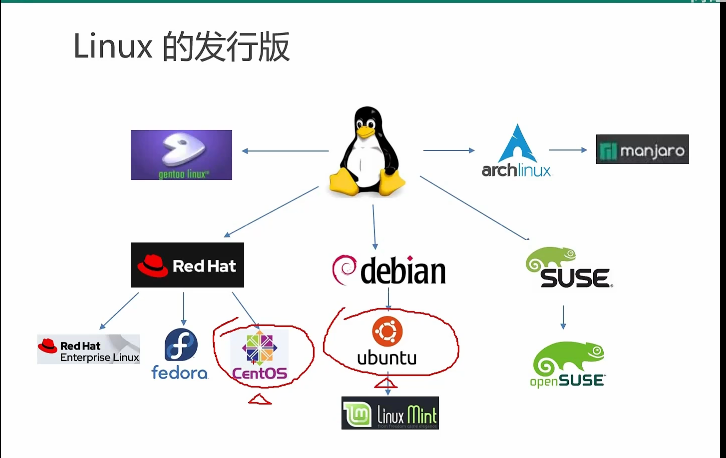 Linux 的发行版
gentoo linux
archlinux
manjaro
Red Hat
debian
SUSE
Red Hat
Enterprise Linux
fedora
CentOS
ubuntu
openSUSE
Linux Mint